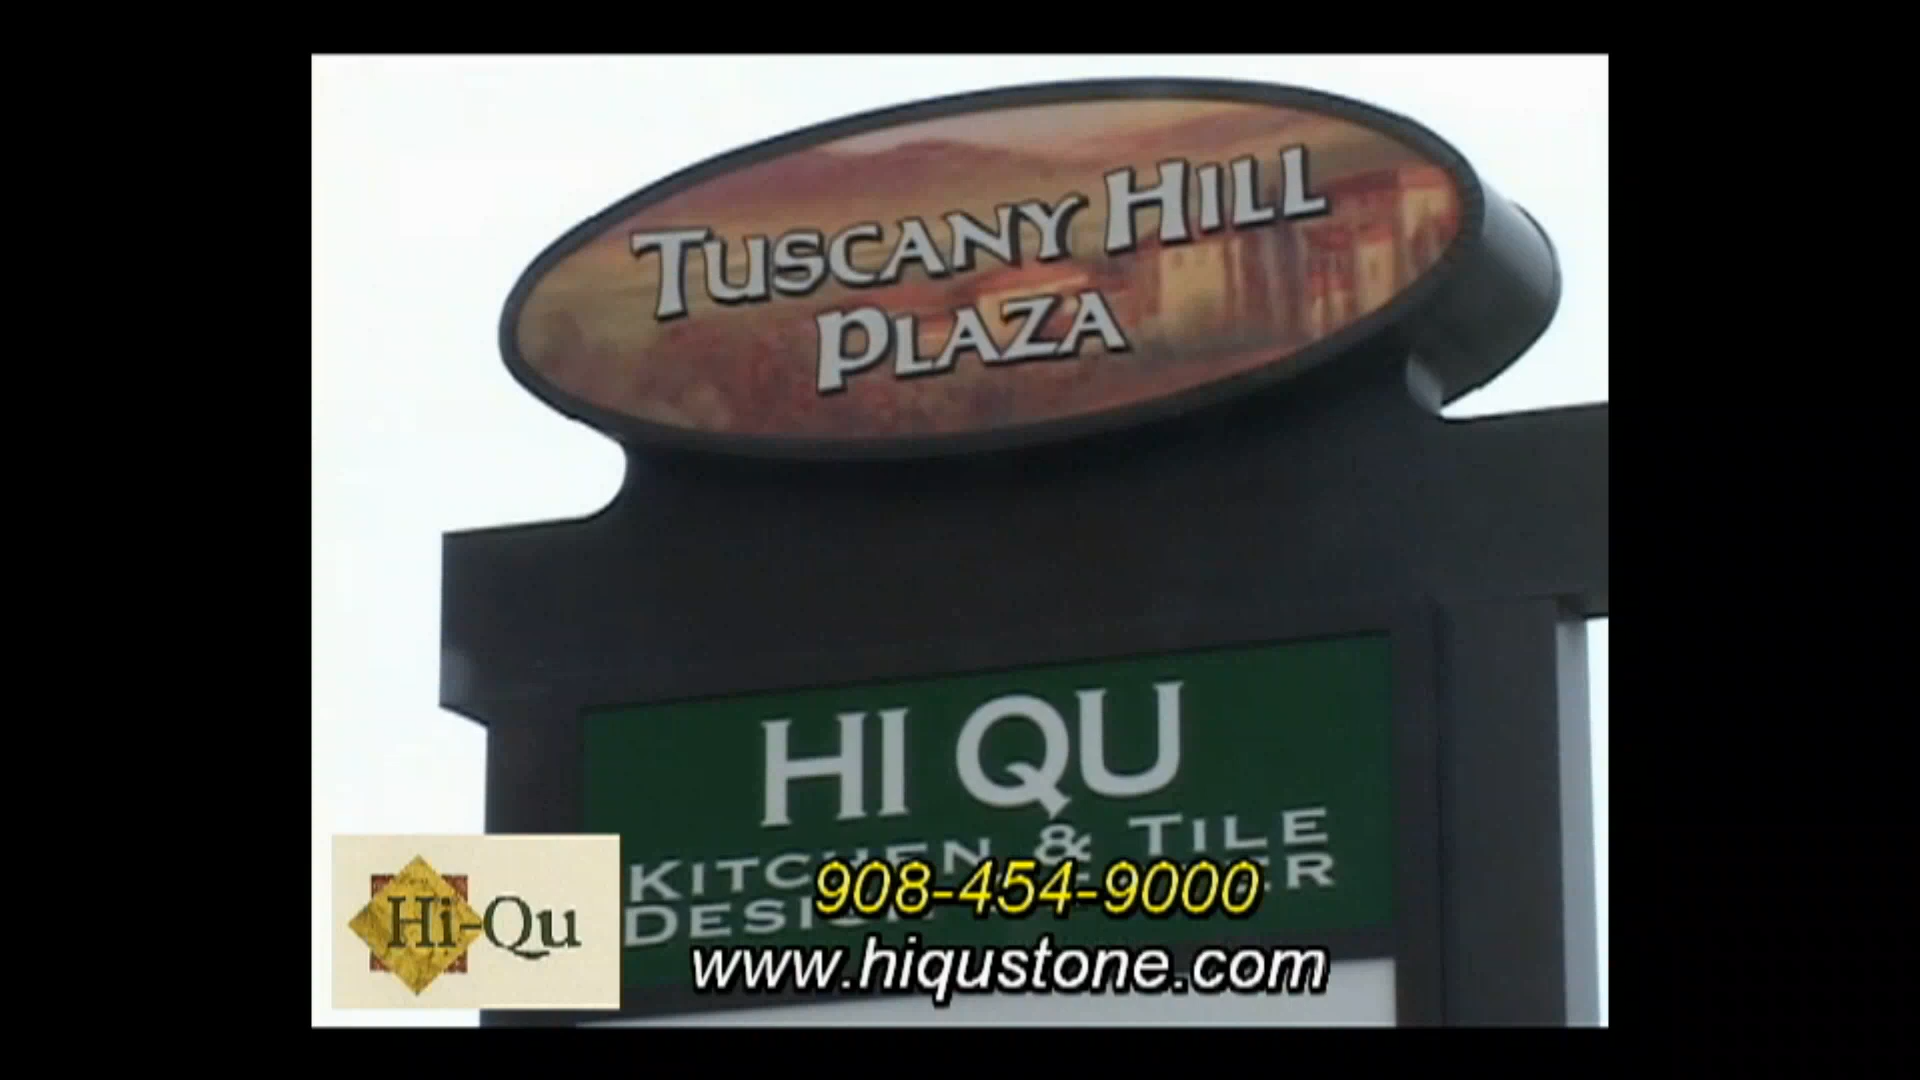 TUSCANY HILL
PLAZA
HI QU
KITCHEN & TILE
DESIGN
908-454-9000
www.hiqustone.com
Hi-Qu